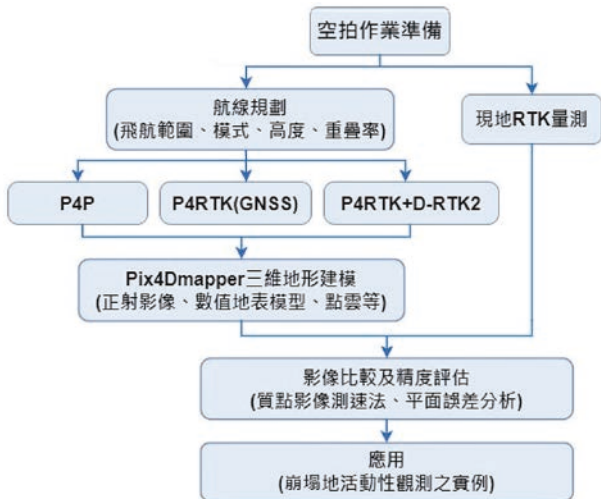 空拍作業準備
航線規劃
(飛航範圍、模式、高度、重疊率)
現地RTK量測
P4P
P4RTK(GNSS)
P4RTK+D-RTK2
Pix4Dmapper三維地形建模
(正射影像、數值地表模型、點雲等)
影像比較及精度評估
(質點影像測速法、平面誤差分析)
應用
(崩塌地活動性觀測之實例)